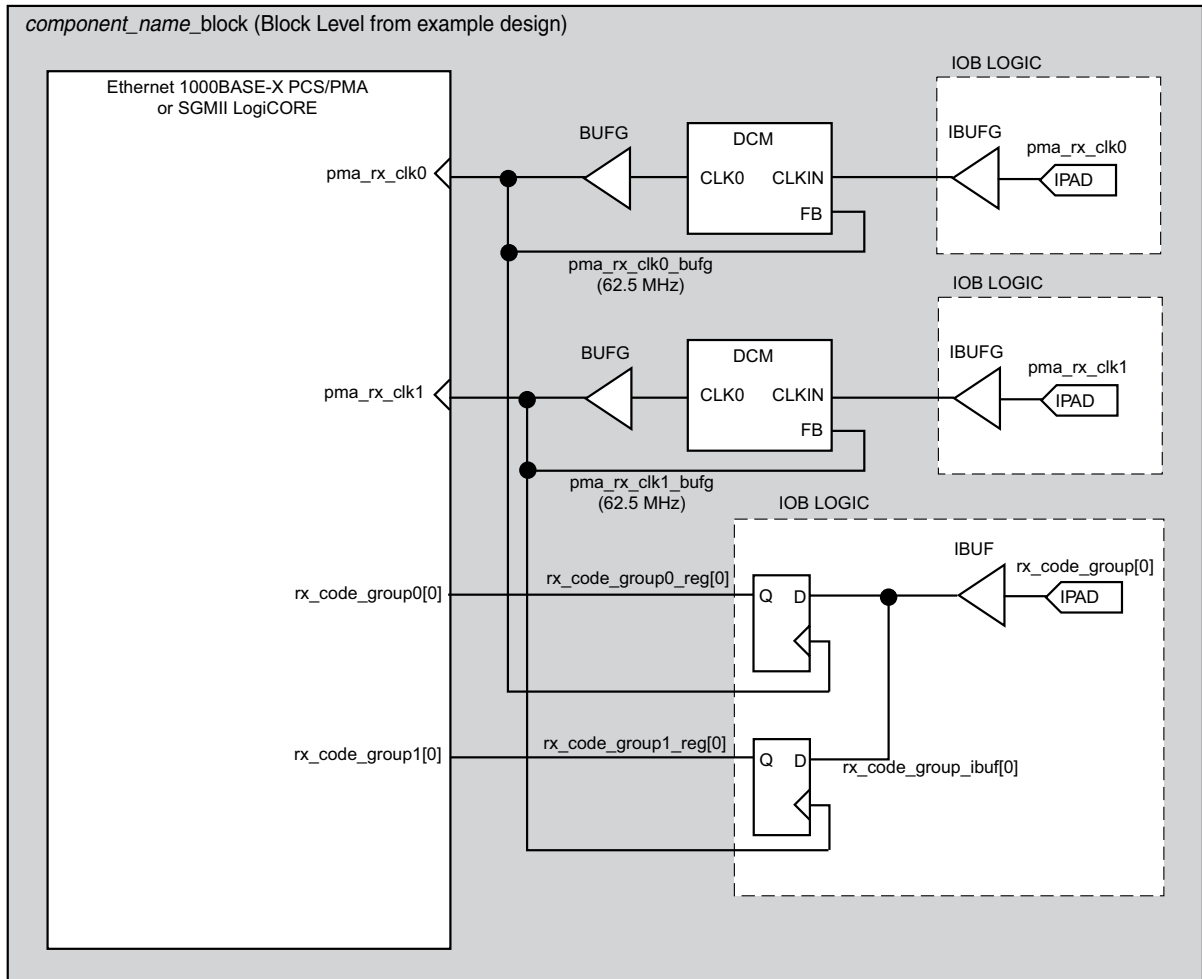 component_name_block (Block Level from example design)
Ethernet 1000BASE-X PCS/PMA
or SGMII LogiCORE
IOB LOGIC
BUFG
DCM
IBUFG
pma_rx_clk0
pma_rx_clk0
CLK0
CLKIN
IPAD
FB
pma_rx_clk0_bufg
(62.5 MHz)
IOB LOGIC
BUFG
DCM
IBUFG
pma_rx_clk1
pma_rx_clk1
CLK0
CLKIN
IPAD
FB
pma_rx_clk1_bufg
(62.5 MHz)
IOB LOGIC
IBUF
rx_code_group[0]
rx_code_group0[0]
rx_code_group0_reg[0]
Q
D
IPAD
rx_code_group1[0]
rx_code_group1_reg[0]
Q
D
rx_code_group_ibuf[0]